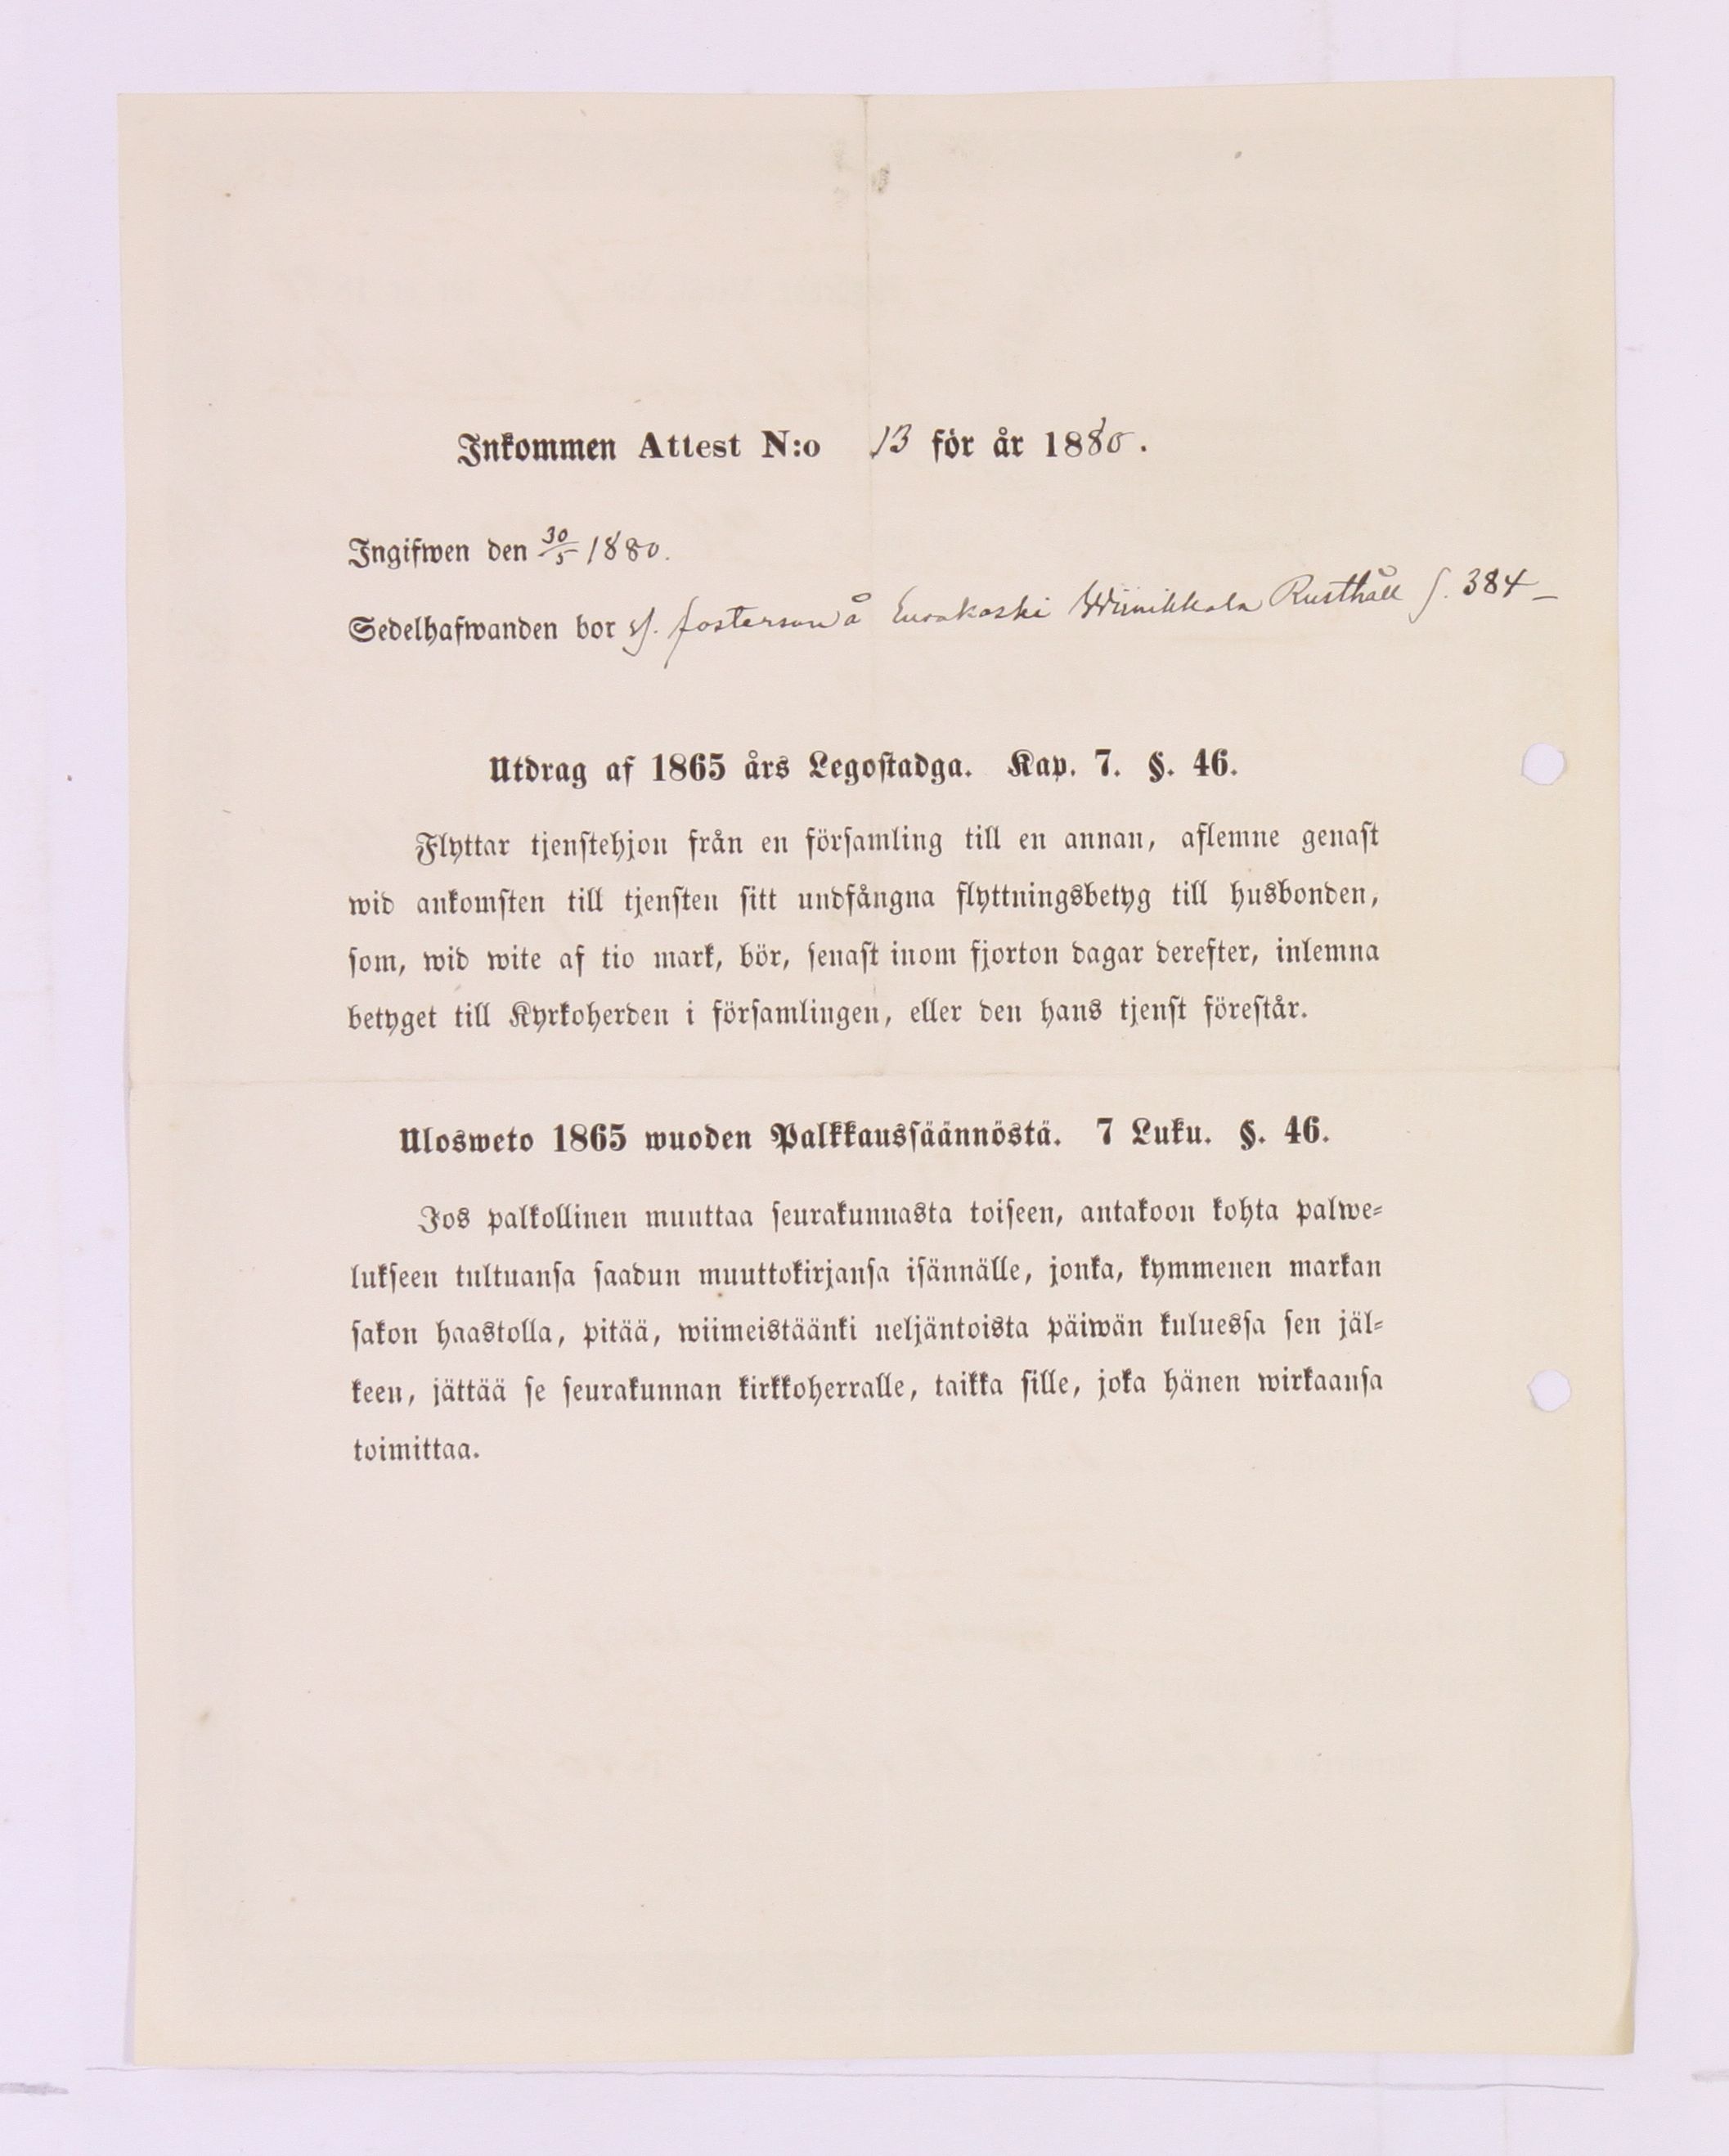 Inkommen Attest N:o 13 för år 1880.
Ingifwen den 30/5 1880.
Sedelhafwanden bor fosterson å Eurakoski Wiinikkala Rusthåll S. 384
Utdrag af 1865 års Legostadga. Kap. 7. §. 46.
Flyttar tjenstehjon från en församling till en annan, aflemne genast
wid ankomsten till tjensten sitt undfångna flyttningsbetyg till husbonden,
som, wid wite af tio mark, bör, senast inom fjorton dagar derefter, inlemna
betyget till Kyrkoherden i församlingen, eller den hans tjenst förestår.
Ulosweto 1865 wuoden Palkkaussäännöstä. 7 Luku. §. 46.
Jos palkollinen muuttaa seurakunnasta toiseen, antakoon kohta palwe-
lukseen tultuansa saadun muuttokirjansa isännälle, jonka, kymmenen markan
sakon haastolla, pitää, wiimeistäänki neljäntoista päiwän kuluessa sen jäl-
keen, jättää se seurakunnan kirkkoherralle, taikka sille, joka hänen wirkaansa
toimittaa.